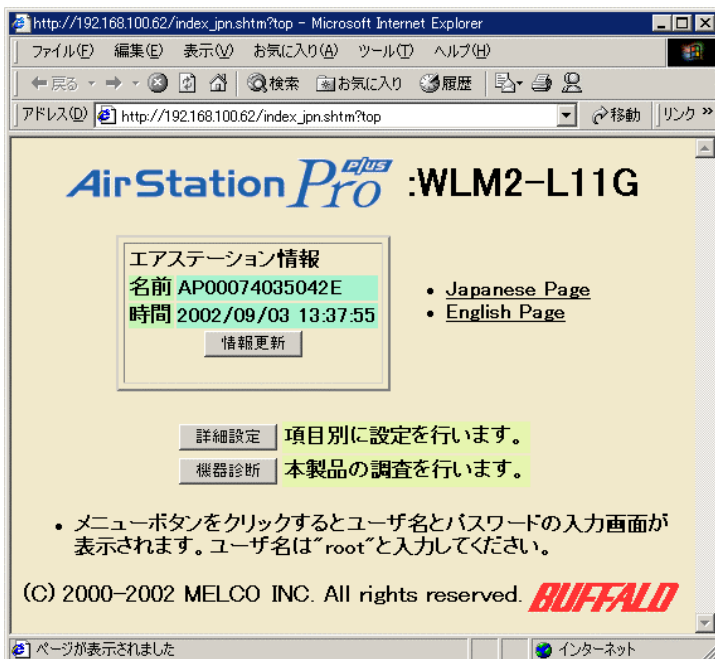 http://192.168.100.62/index_jpn.shtm?top - Microsoft Internet Explorer
ファイル(F) 編集(E) 表示(V) お気に入り(A) ツール(T) ヘルプ(H)
戻る 検索 お気に入り 履歴
アドレス(D) http://192.168.100.62/index_jpn.shtm?top 移動 リンク »
AirStation Pro plus :WLM2-L11G
エアステーション情報
名前 AP00074035042E
時間 2002/09/03 13:37:55
情報更新
• Japanese Page
• English Page
詳細設定 項目別に設定を行います。
機器診断 本製品の調査を行います。
• メニューボタンをクリックするとユーザ名とパスワードの入力画面が
表示されます。ユーザ名は"root"と入力してください。
(C) 2000-2002 MELCO INC. All rights reserved. BUFFALO
ページが表示されました インターネット